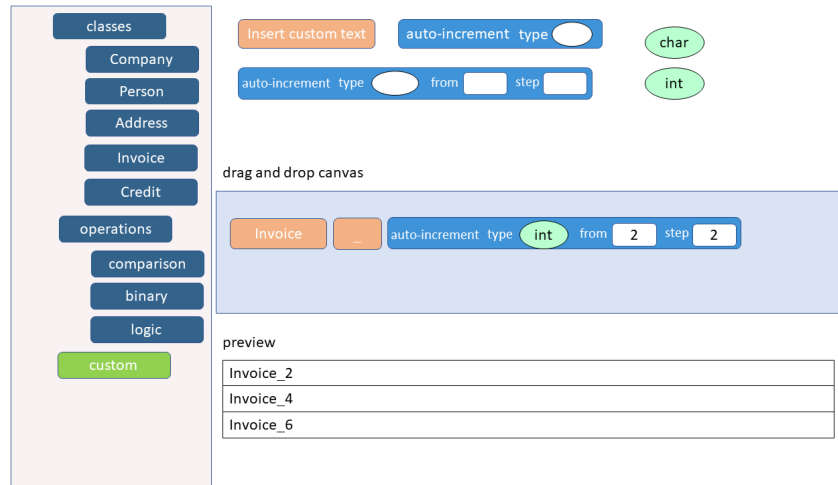 classes
Company
Person
Address
Invoice
Credit
operations
comparison
binary
logic
custom
Insert custom text
auto-increment type
char
auto-increment type from step
int
drag and drop canvas
Invoice _ auto-increment type int from 2 step 2
preview
Invoice_2
Invoice_4
Invoice_6